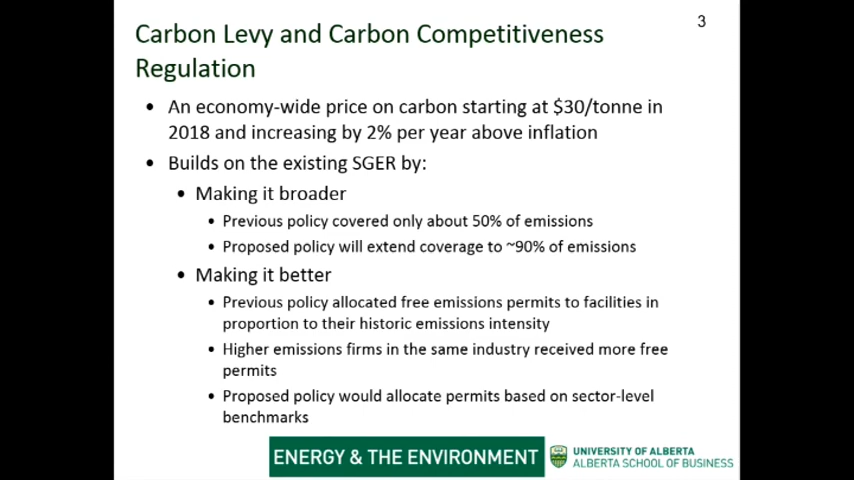 3
Carbon Levy and Carbon Competitiveness
Regulation
• An economy-wide price on carbon starting at $30/tonne in
2018 and increasing by 2% per year above inflation
• Builds on the existing SGER by:
• Making it broader
• Previous policy covered only about 50% of emissions
• Proposed policy will extend coverage to ~90% of emissions
• Making it better
• Previous policy allocated free emissions permits to facilities in
proportion to their historic emissions intensity
• Higher emissions firms in the same industry received more free
permits
• Proposed policy would allocate permits based on sector-level
benchmarks
ENERGY & THE ENVIRONMENT
UNIVERSITY OF ALBERTA
ALBERTA SCHOOL OF BUSINESS